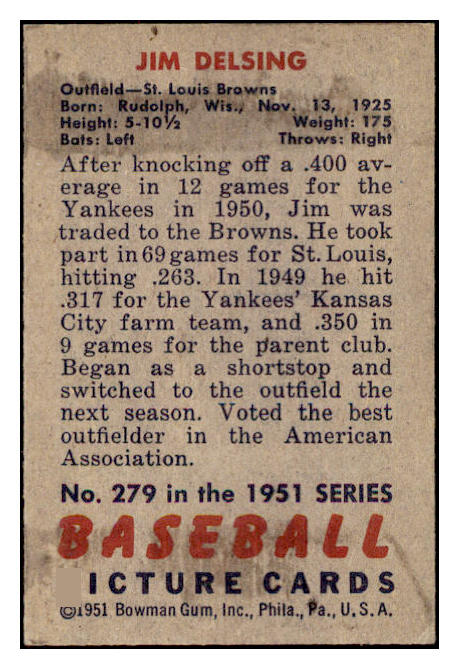 JIM DELSING
Outfield—St. Louis Browns
Born: Rudolph, Wis., Nov. 13, 1925
Height: 5-10½ Weight: 175
Bats: Left Throws: Right
After knocking off a .400 av-
erage in 12 games for the
Yankees in 1950, Jim was
traded to the Browns. He took
part in 69 games for St. Louis,
hitting .263. In 1949 he hit
.317 for the Yankees' Kansas
City farm team, and .350 in
9 games for the parent club.
Began as a shortstop and
switched to the outfield the
next season. Voted the best
outfielder in the American
Association.
No. 279 in the 1951 SERIES
BASEBALL
ICTURE CARDS
©1951 Bowman Gum, Inc., Phila., Pa., U.S.A.